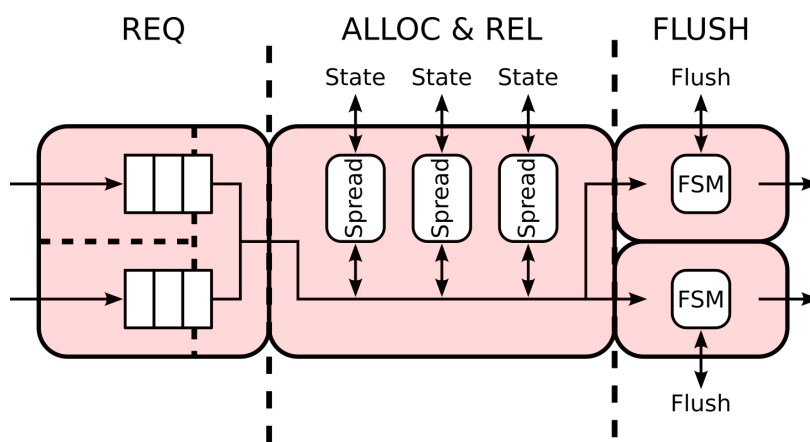 REQ
ALLOC & REL
FLUSH
State
State
State
Flush
Spread
Spread
Spread
FSM
FSM
Flush